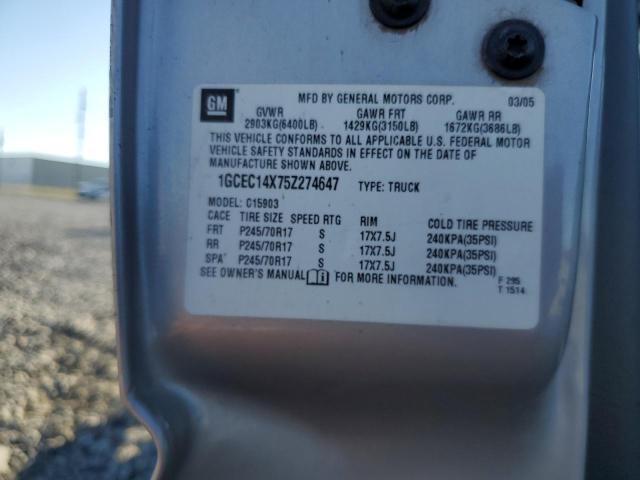 GM
MFD BY GENERAL MOTORS CORP. 03/05
GVWR GAWR FRT GAWR RR
2903KG(6400LB) 1429KG(3150LB) 1672KG(3686LB)
THIS VEHICLE CONFORMS TO ALL APPLICABLE U.S. FEDERAL MOTOR
VEHICLE SAFETY STANDARDS IN EFFECT ON THE DATE OF
MANUFACTURE SHOWN ABOVE.
1GCEC14X75Z274647 TYPE: TRUCK
MODEL: C15903
CACE TIRE SIZE SPEED RTG RIM COLD TIRE PRESSURE
FRT P245/70R17 S 17X7.5J 240KPA(35PSI)
RR P245/70R17 S 17X7.5J 240KPA(35PSI)
SPA P245/70R17 S 17X7.5J 240KPA(35PSI)
SEE OWNER'S MANUAL FOR MORE INFORMATION.
F 295
T 1514